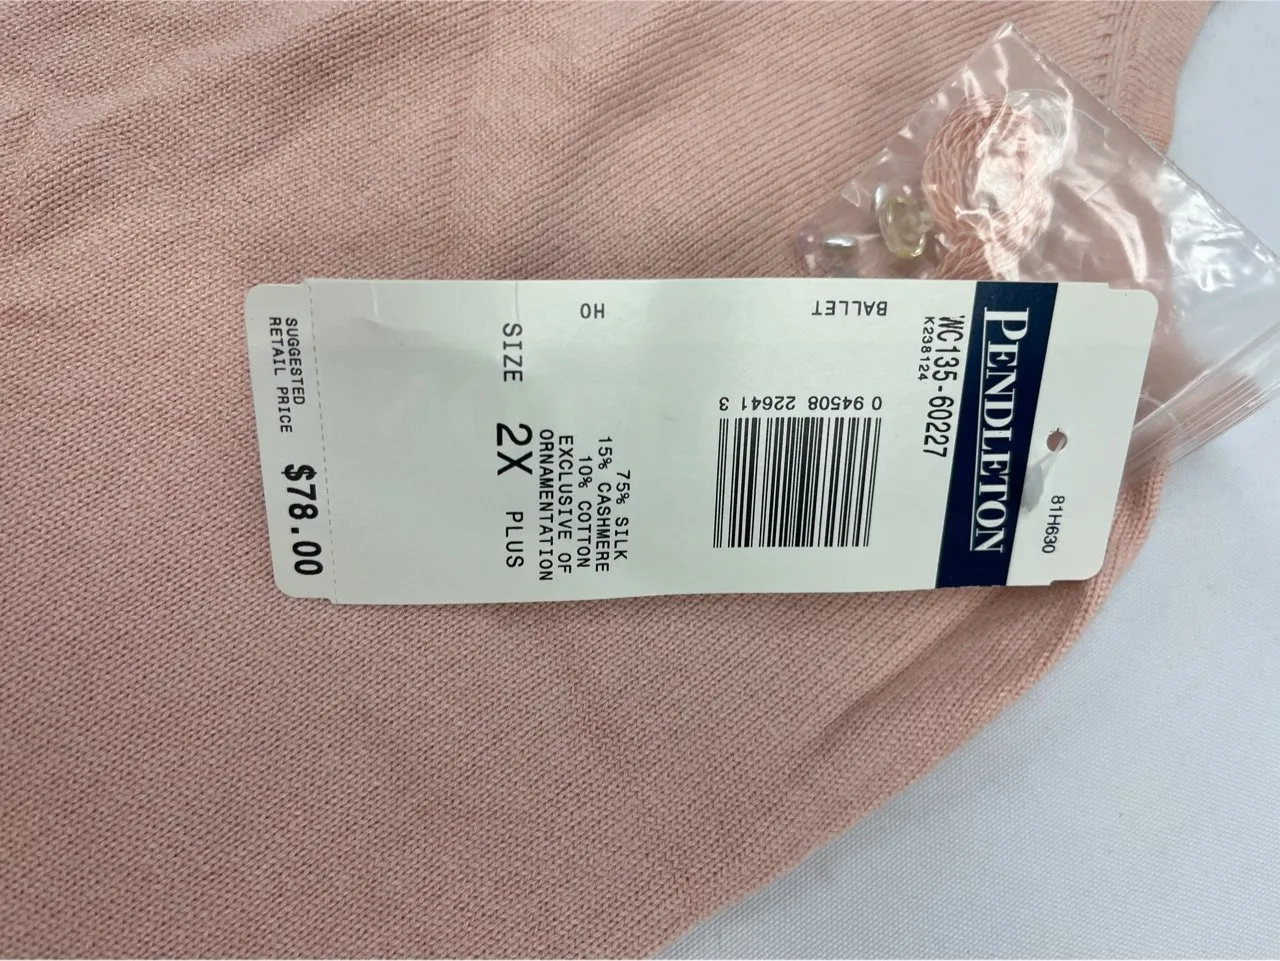 81H630
PENDLETON
WC135-60227
K238124
BALLET
HO
0 94508 22641 3
75% SILK
15% CASHMERE
10% COTTON
EXCLUSIVE OF
ORNAMENTATION
SIZE 2X PLUS
SUGGESTED
RETAIL PRICE $78.00